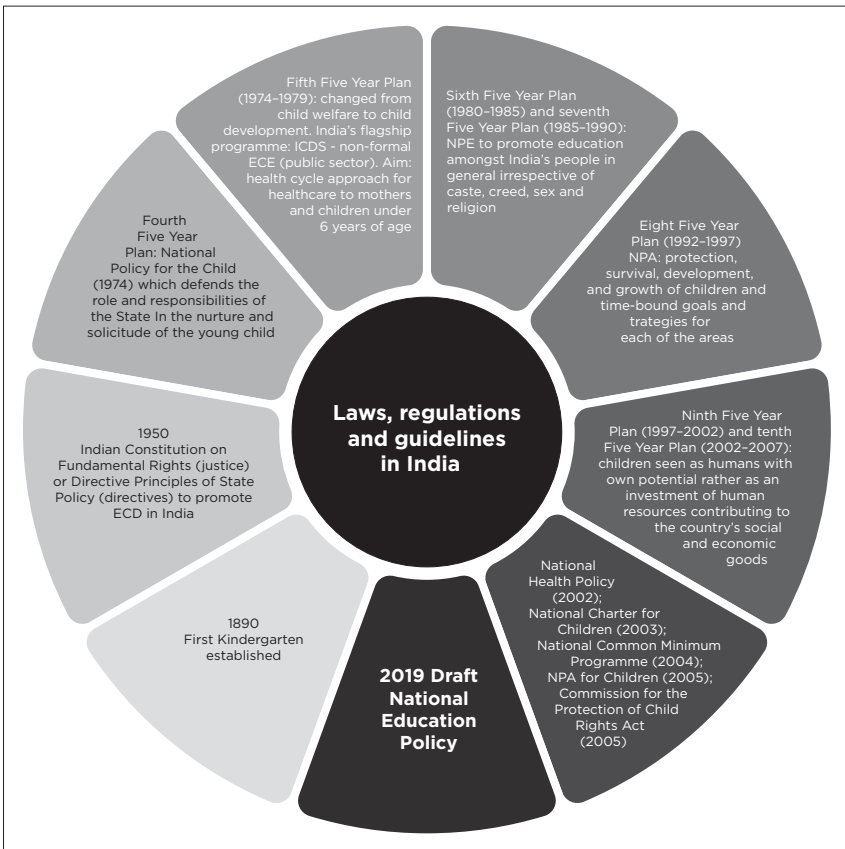 Laws, regulations
and guidelines
in India
1890
First Kindergarten
established
1950
Indian Constitution on
Fundamental Rights (justice)
or Directive Principles of State
Policy (directives) to promote
ECD in India
Fourth
Five Year
Plan: National
Policy for the Child
(1974) which defends the
role and responsibilities of
the State In the nurture and
solicitude of the young child
Fifth Five Year Plan
(1974–1979): changed from
child welfare to child
development. India's flagship
programme: ICDS - non-formal
ECE (public sector). Aim:
health cycle approach for
healthcare to mothers
and children under
6 years of age
Sixth Five Year Plan
(1980–1985) and seventh
Five Year Plan (1985–1990):
NPE to promote education
amongst India's people in
general irrespective of
caste, creed, sex and
religion
Eight Five Year
Plan (1992–1997)
NPA: protection,
survival, development,
and growth of children and
time-bound goals and
trategies for
each of the areas
Ninth Five Year
Plan (1997–2002) and tenth
Five Year Plan (2002–2007):
children seen as humans with
own potential rather as an
investment of human
resources contributing to
the country's social
and economic
goods
National
Health Policy
(2002);
National Charter for
Children (2003);
National Common Minimum
Programme (2004);
NPA for Children (2005);
Commission for the
Protection of Child
Rights Act
(2005)
2019 Draft
National
Education
Policy